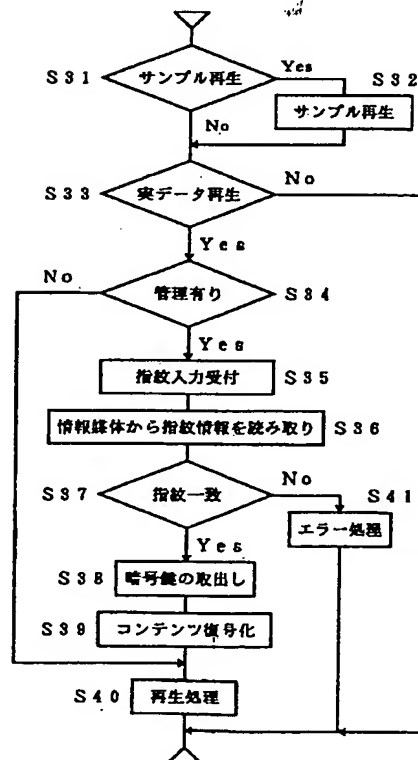 S31
サンプル再生
Yes
S32
サンプル再生
No
S33
実データ再生
No
Yes
No
管理有り
S34
Yes
指紋入力受付
S35
情報媒体から指紋情報を読み取り
S36
S37
指紋一致
No
S41
エラー処理
Yes
S38
暗号鍵の取出し
S39
コンテンツ復号化
S40
再生処理